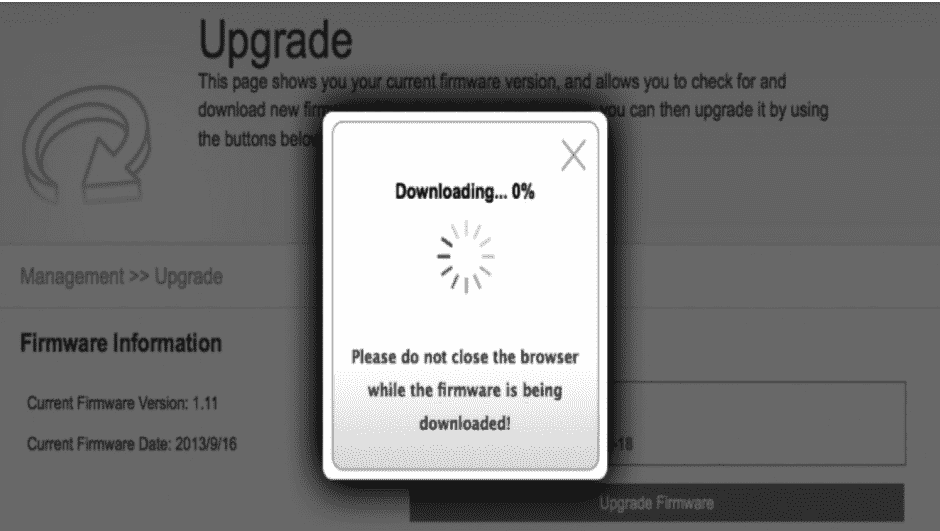 Upgrade
This page shows you your current firmware version, and allows you to check for and
download new you can then upgrade it by using
the buttons
Downloading... 0%
Management >> Upgrade
Please do not close the browser
while the firmware is being
downloaded!
Firmware Information
Current Firmware Version: 1.11
Current Firmware Date: 2013/9/16
-18
Upgrade Firmware